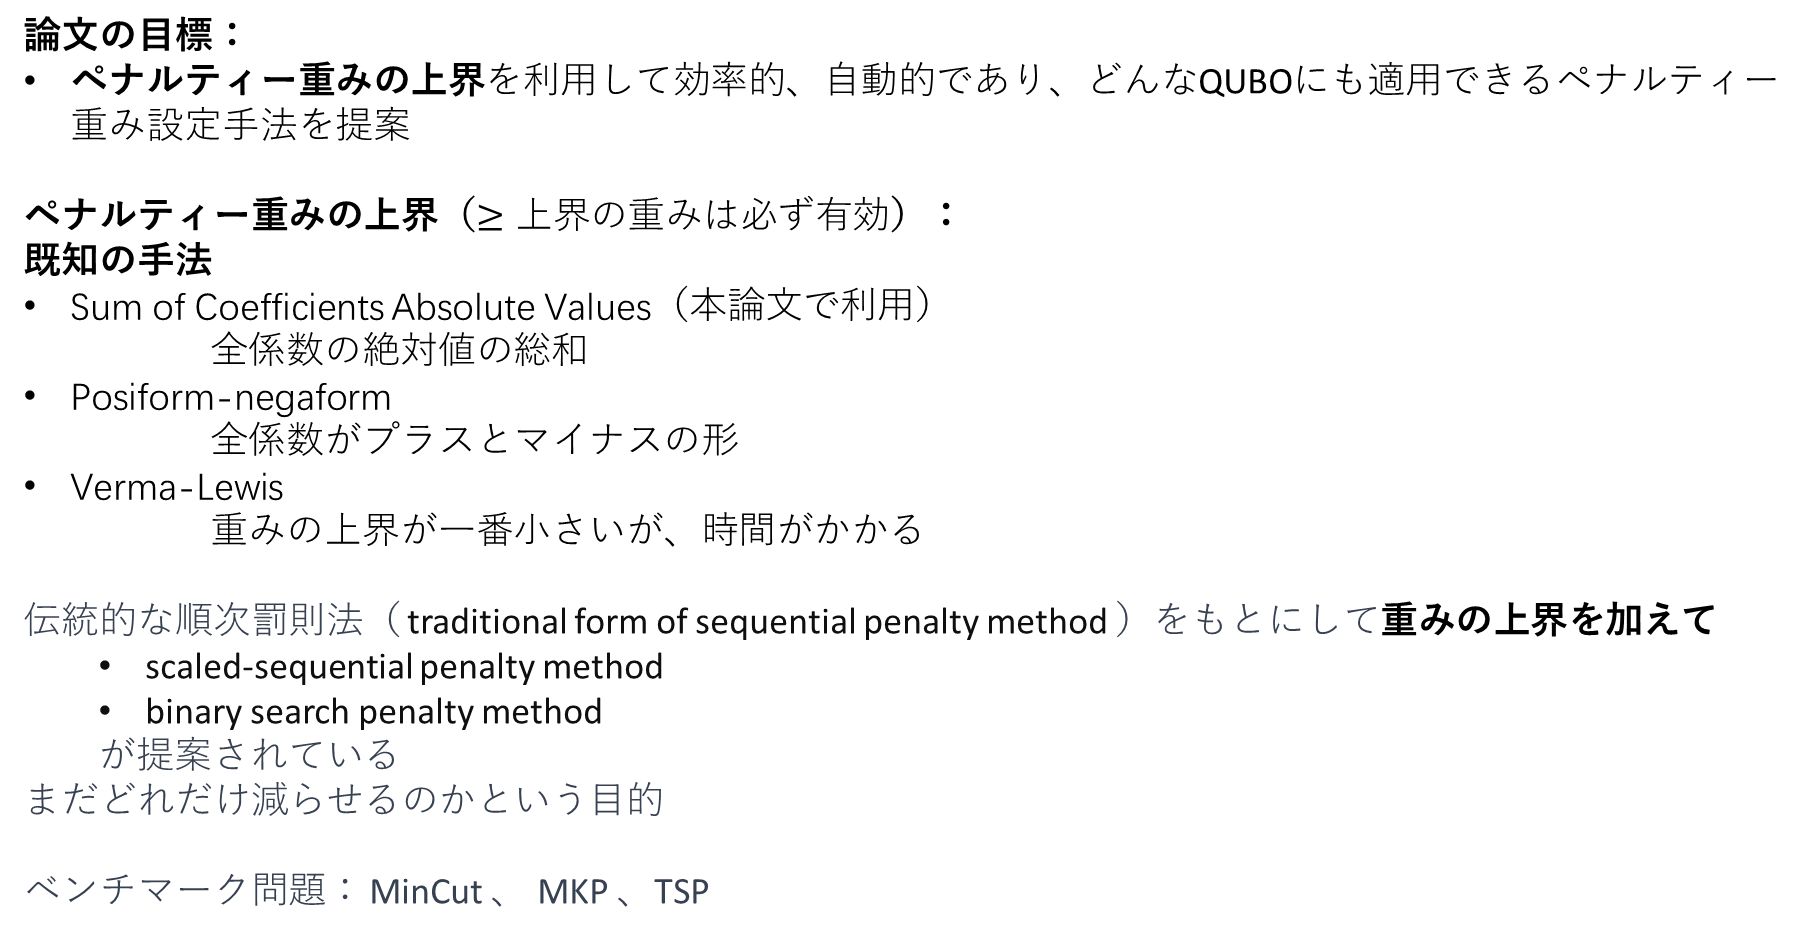 論文の目標：
• ペナルティー重みの上界を利用して効率的、自動的であり、どんなQUBOにも適用できるペナルティー
重み設定手法を提案
ペナルティー重みの上界（≥ 上界の重みは必ず有効）：
既知の手法
• Sum of Coefficients Absolute Values（本論文で利用）
全係数の絶対値の総和
• Posiform-negaform
全係数がプラスとマイナスの形
• Verma-Lewis
重みの上界が一番小さいが、時間がかかる
伝統的な順次罰則法（traditional form of sequential penalty method）をもとにして重みの上界を加えて
• scaled-sequential penalty method
• binary search penalty method
が提案されている
まだどれだけ減らせるのかという目的
ベンチマーク問題：MinCut、 MKP、TSP